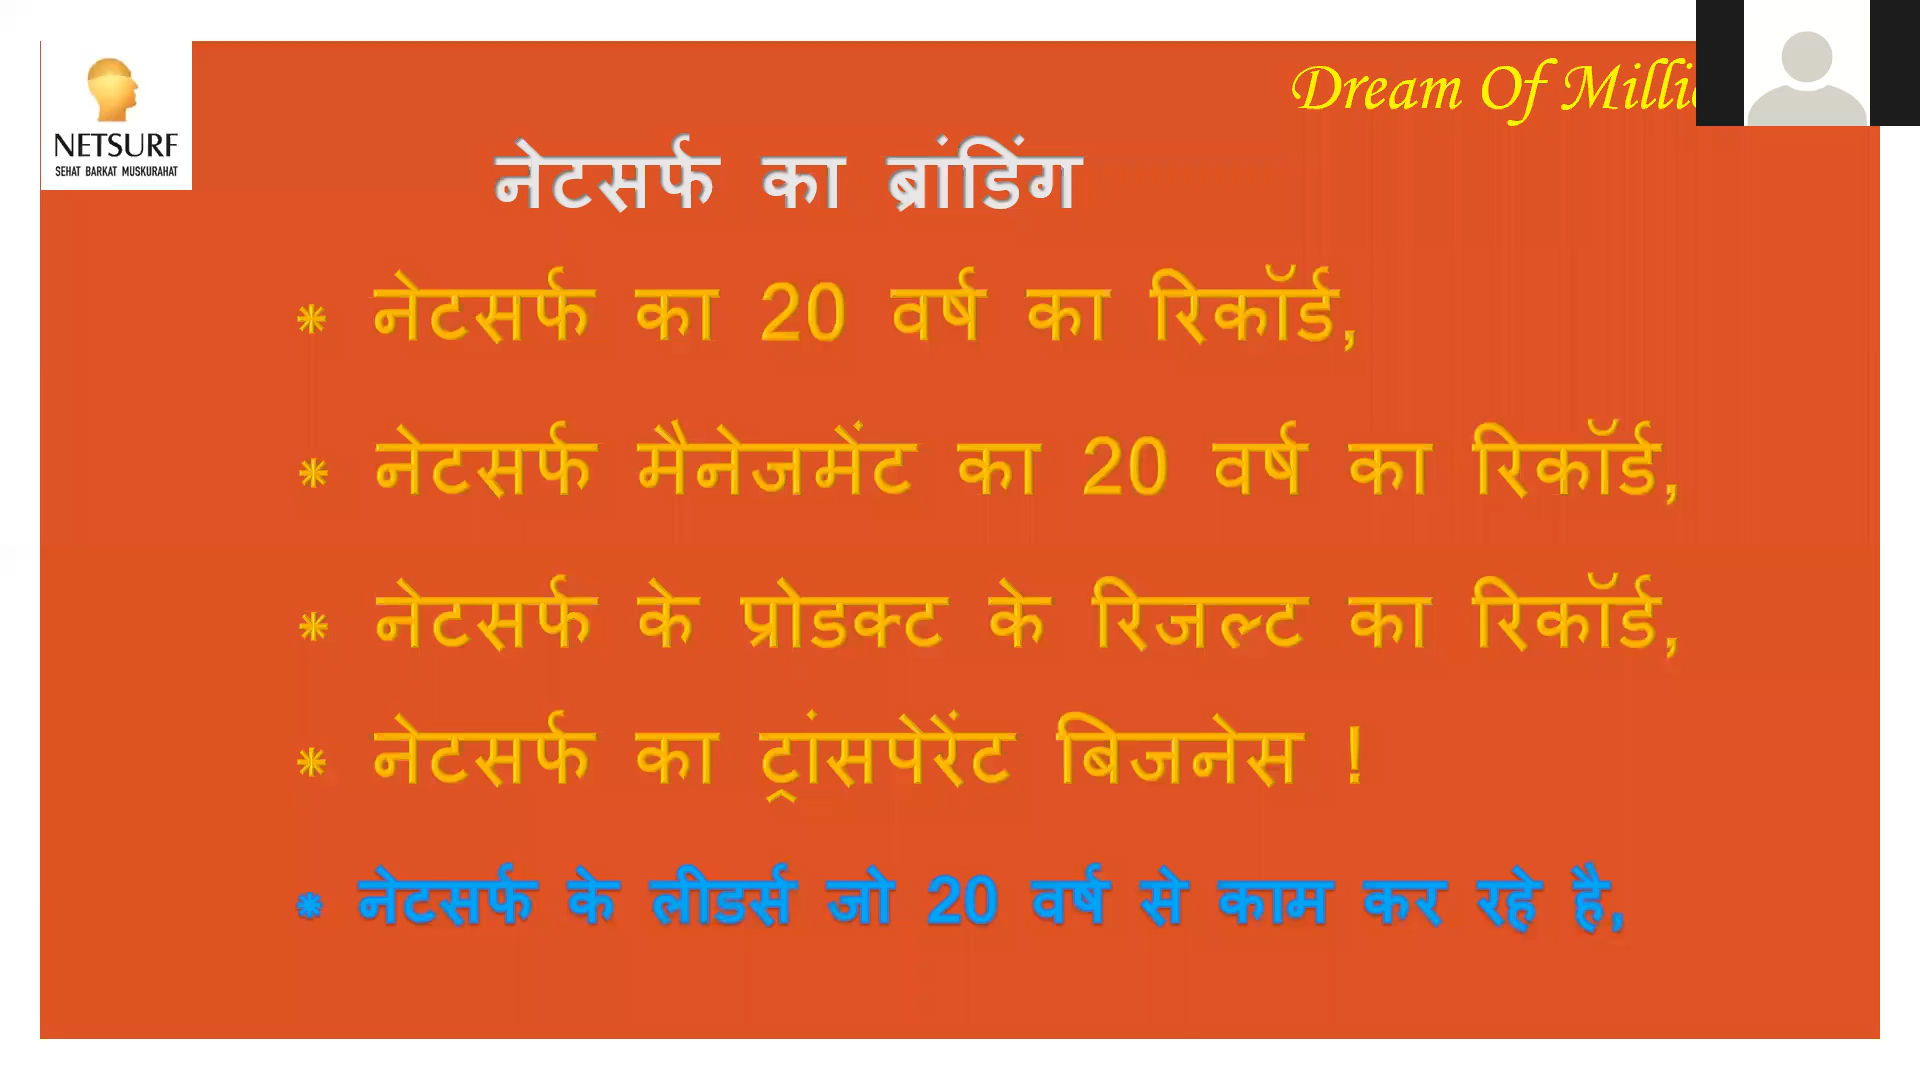 Dream Of
NETSURF
SEHAT BARKAT MUSKURAHAT
नेटसर्फ का ब्रांडिंग
* नेटसर्फ का 20 वर्ष का रिकॉर्ड,
* नेटसर्फ मैनेजमेंट का 20 वर्ष का रिकॉर्ड,
* नेटसर्फ के प्रोडक्ट के रिजल्ट का रिकॉर्ड,
* नेटसर्फ का ट्रांसपेरेंट बिजनेस !
* नेटसर्फ के लीडर्स जो 20 वर्ष से काम कर रहे है,